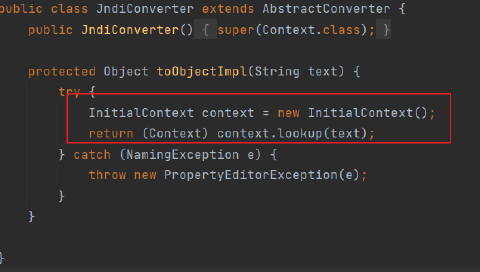 public class JndiConverter extends AbstractConverter {
public JndiConverter() { super(Context.class); }
protected Object toObjectImpl(String text) {
try {
InitialContext context = new InitialContext();
return (Context) context.lookup(text);
} catch (NamingException e) {
throw new PropertyEditorException(e);
}
}
}